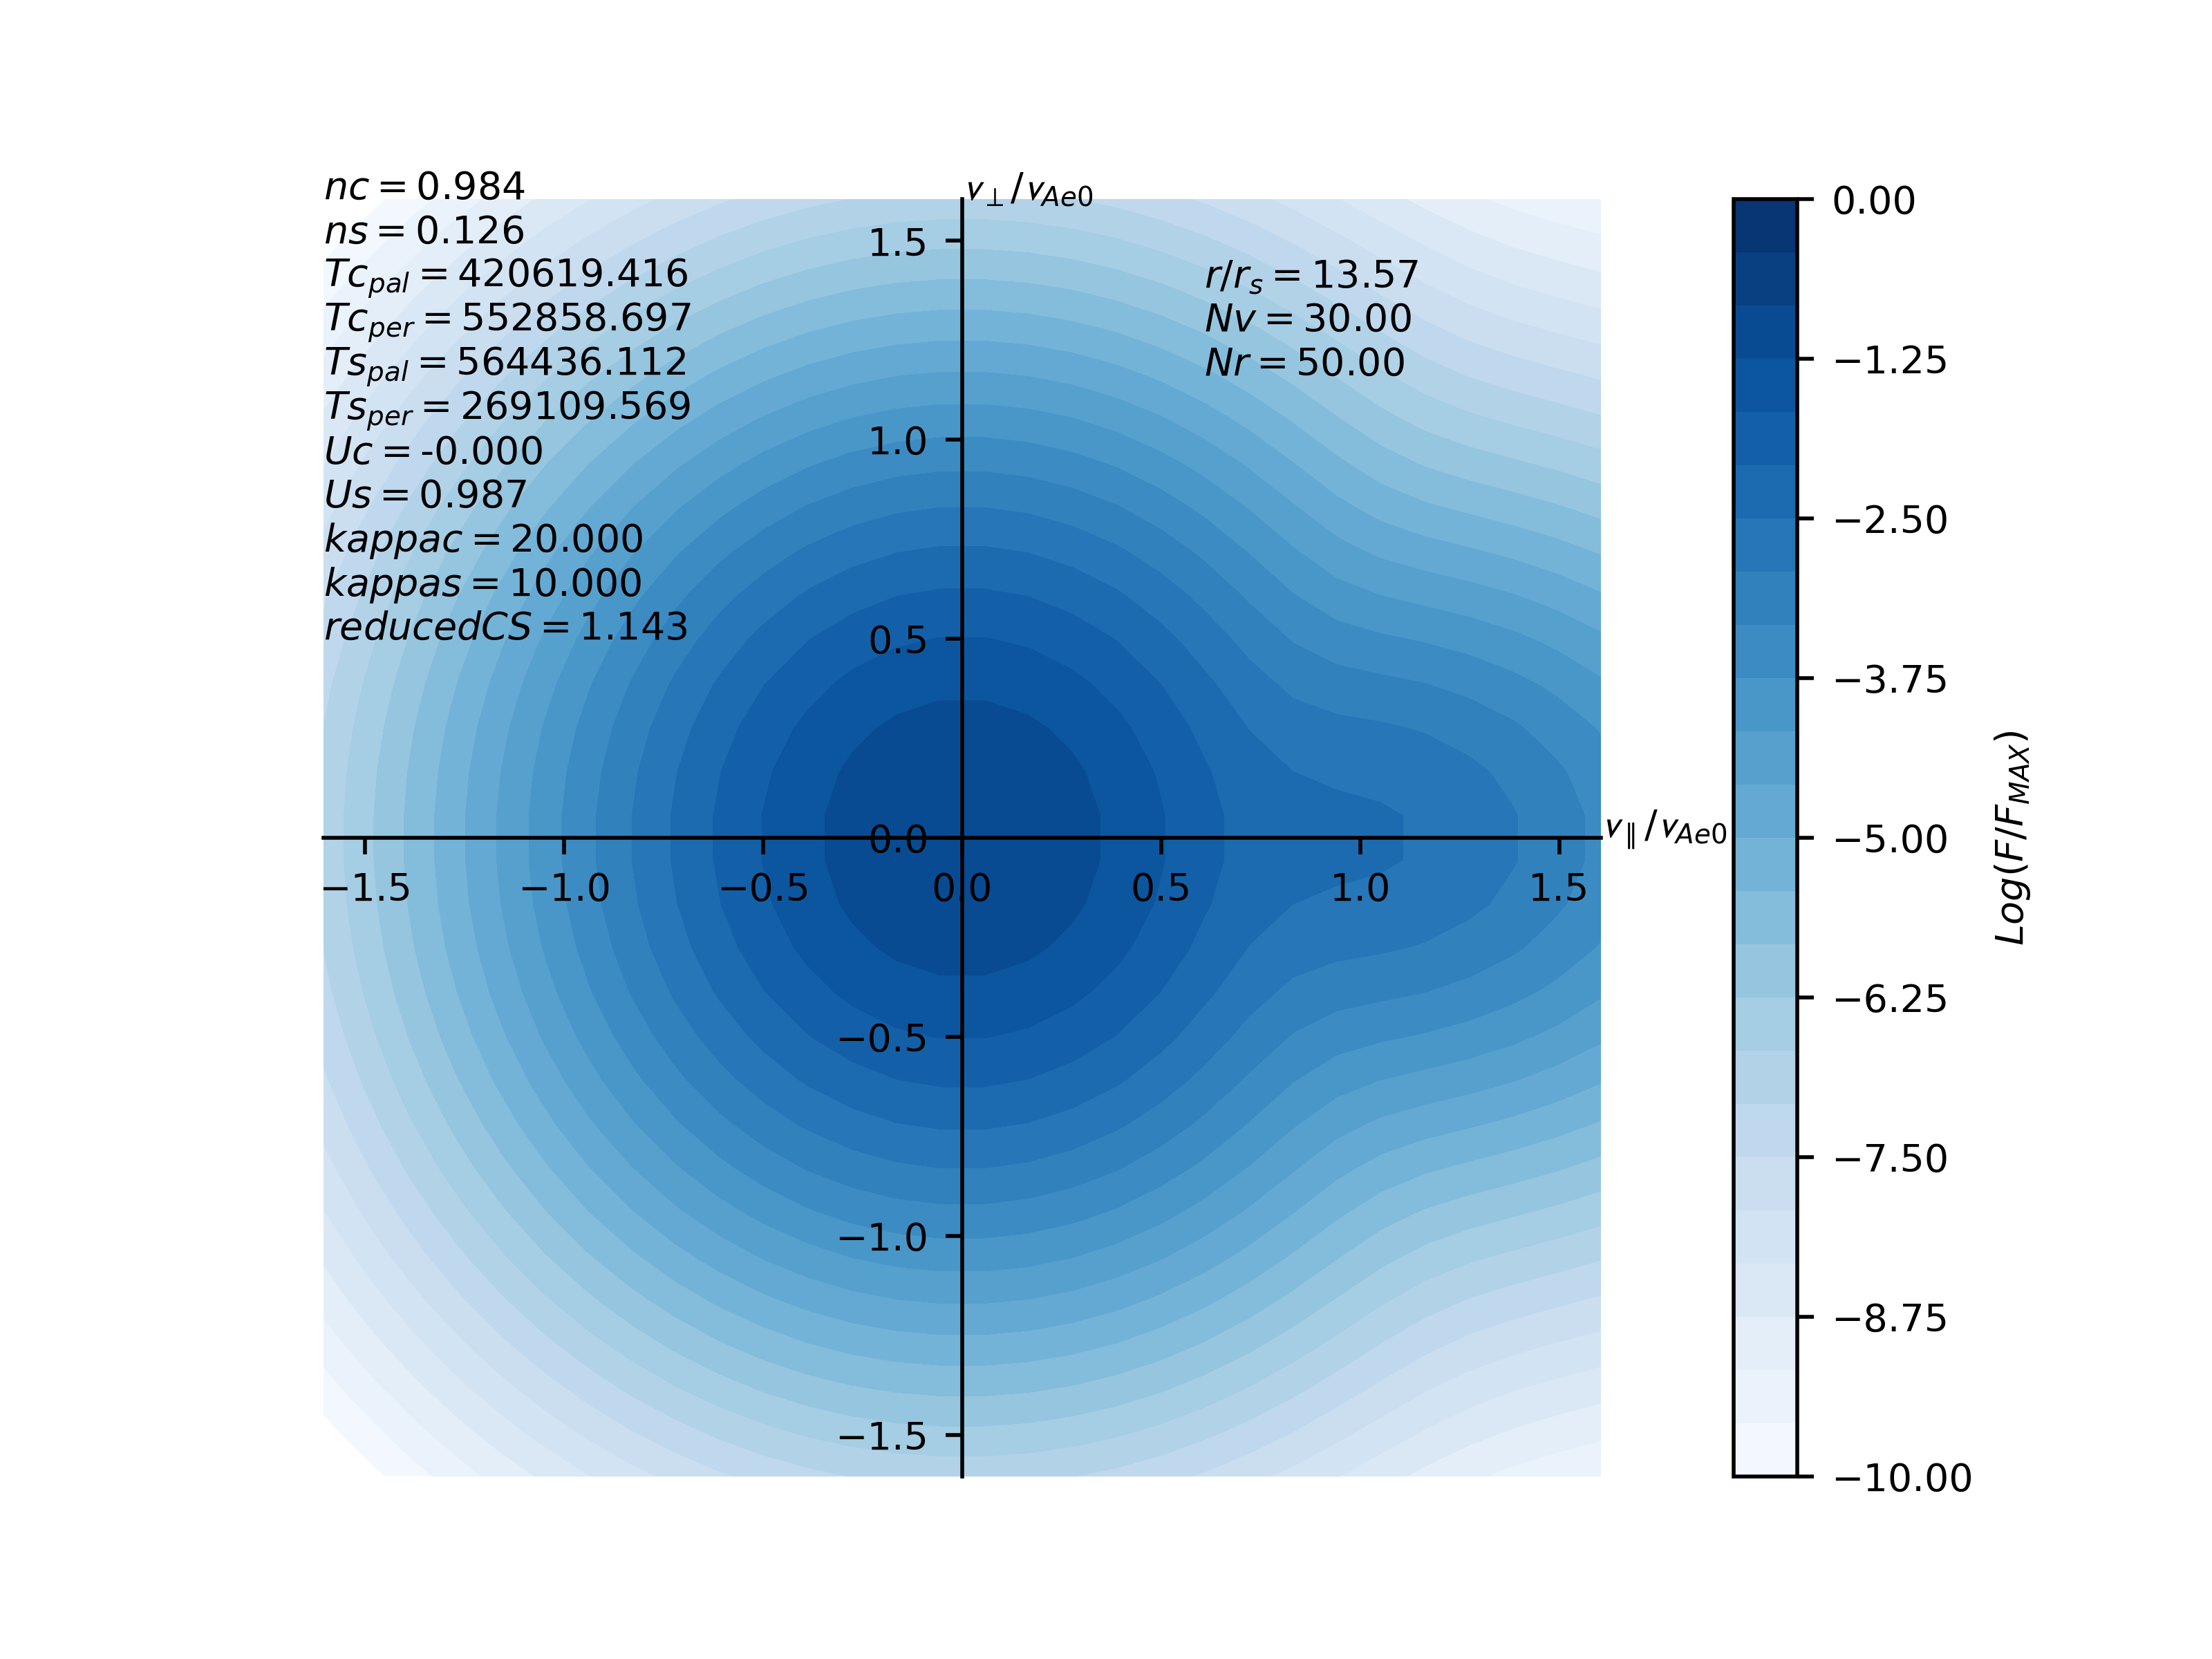 nc = 0.984
ns = 0.126
Tc_pal = 420619.416
Tc_per = 552858.697
Ts_pal = 564436.112
Ts_per = 269109.569
Uc = -0.000
Us = 0.987
kappac = 20.000
kappas = 10.000
reducedCS = 1.143
v⊥/v_Ae0
r/r_s = 13.57
Nv = 30.00
Nr = 50.00
1.5
1.0
0.5
0.0
−0.5
−1.0
−1.5
−1.5 −1.0 −0.5 0.0 0.5 1.0 1.5
v∥/v_Ae0
0.00
−1.25
−2.50
−3.75
−5.00
−6.25
−7.50
−8.75
−10.00
Log(F/F_MAX)